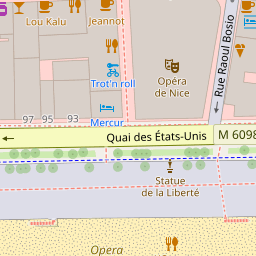 Lou Kalu
Jeannot
Rue Raoul Bosio
Trot'n roll
Opéra
de Nice
97
95
93
Mercur
Quai des États-Unis
M 6098
Statue
de la Liberté
Opera